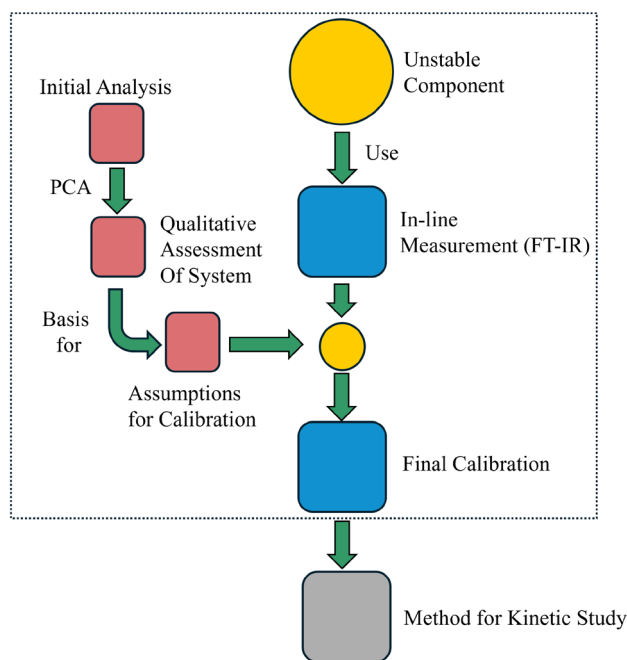 Initial Analysis
PCA
Qualitative
Assessment
Of System
Basis
for
Assumptions
for Calibration
Unstable
Component
Use
In-line
Measurement (FT-IR)
Final Calibration
Method for Kinetic Study